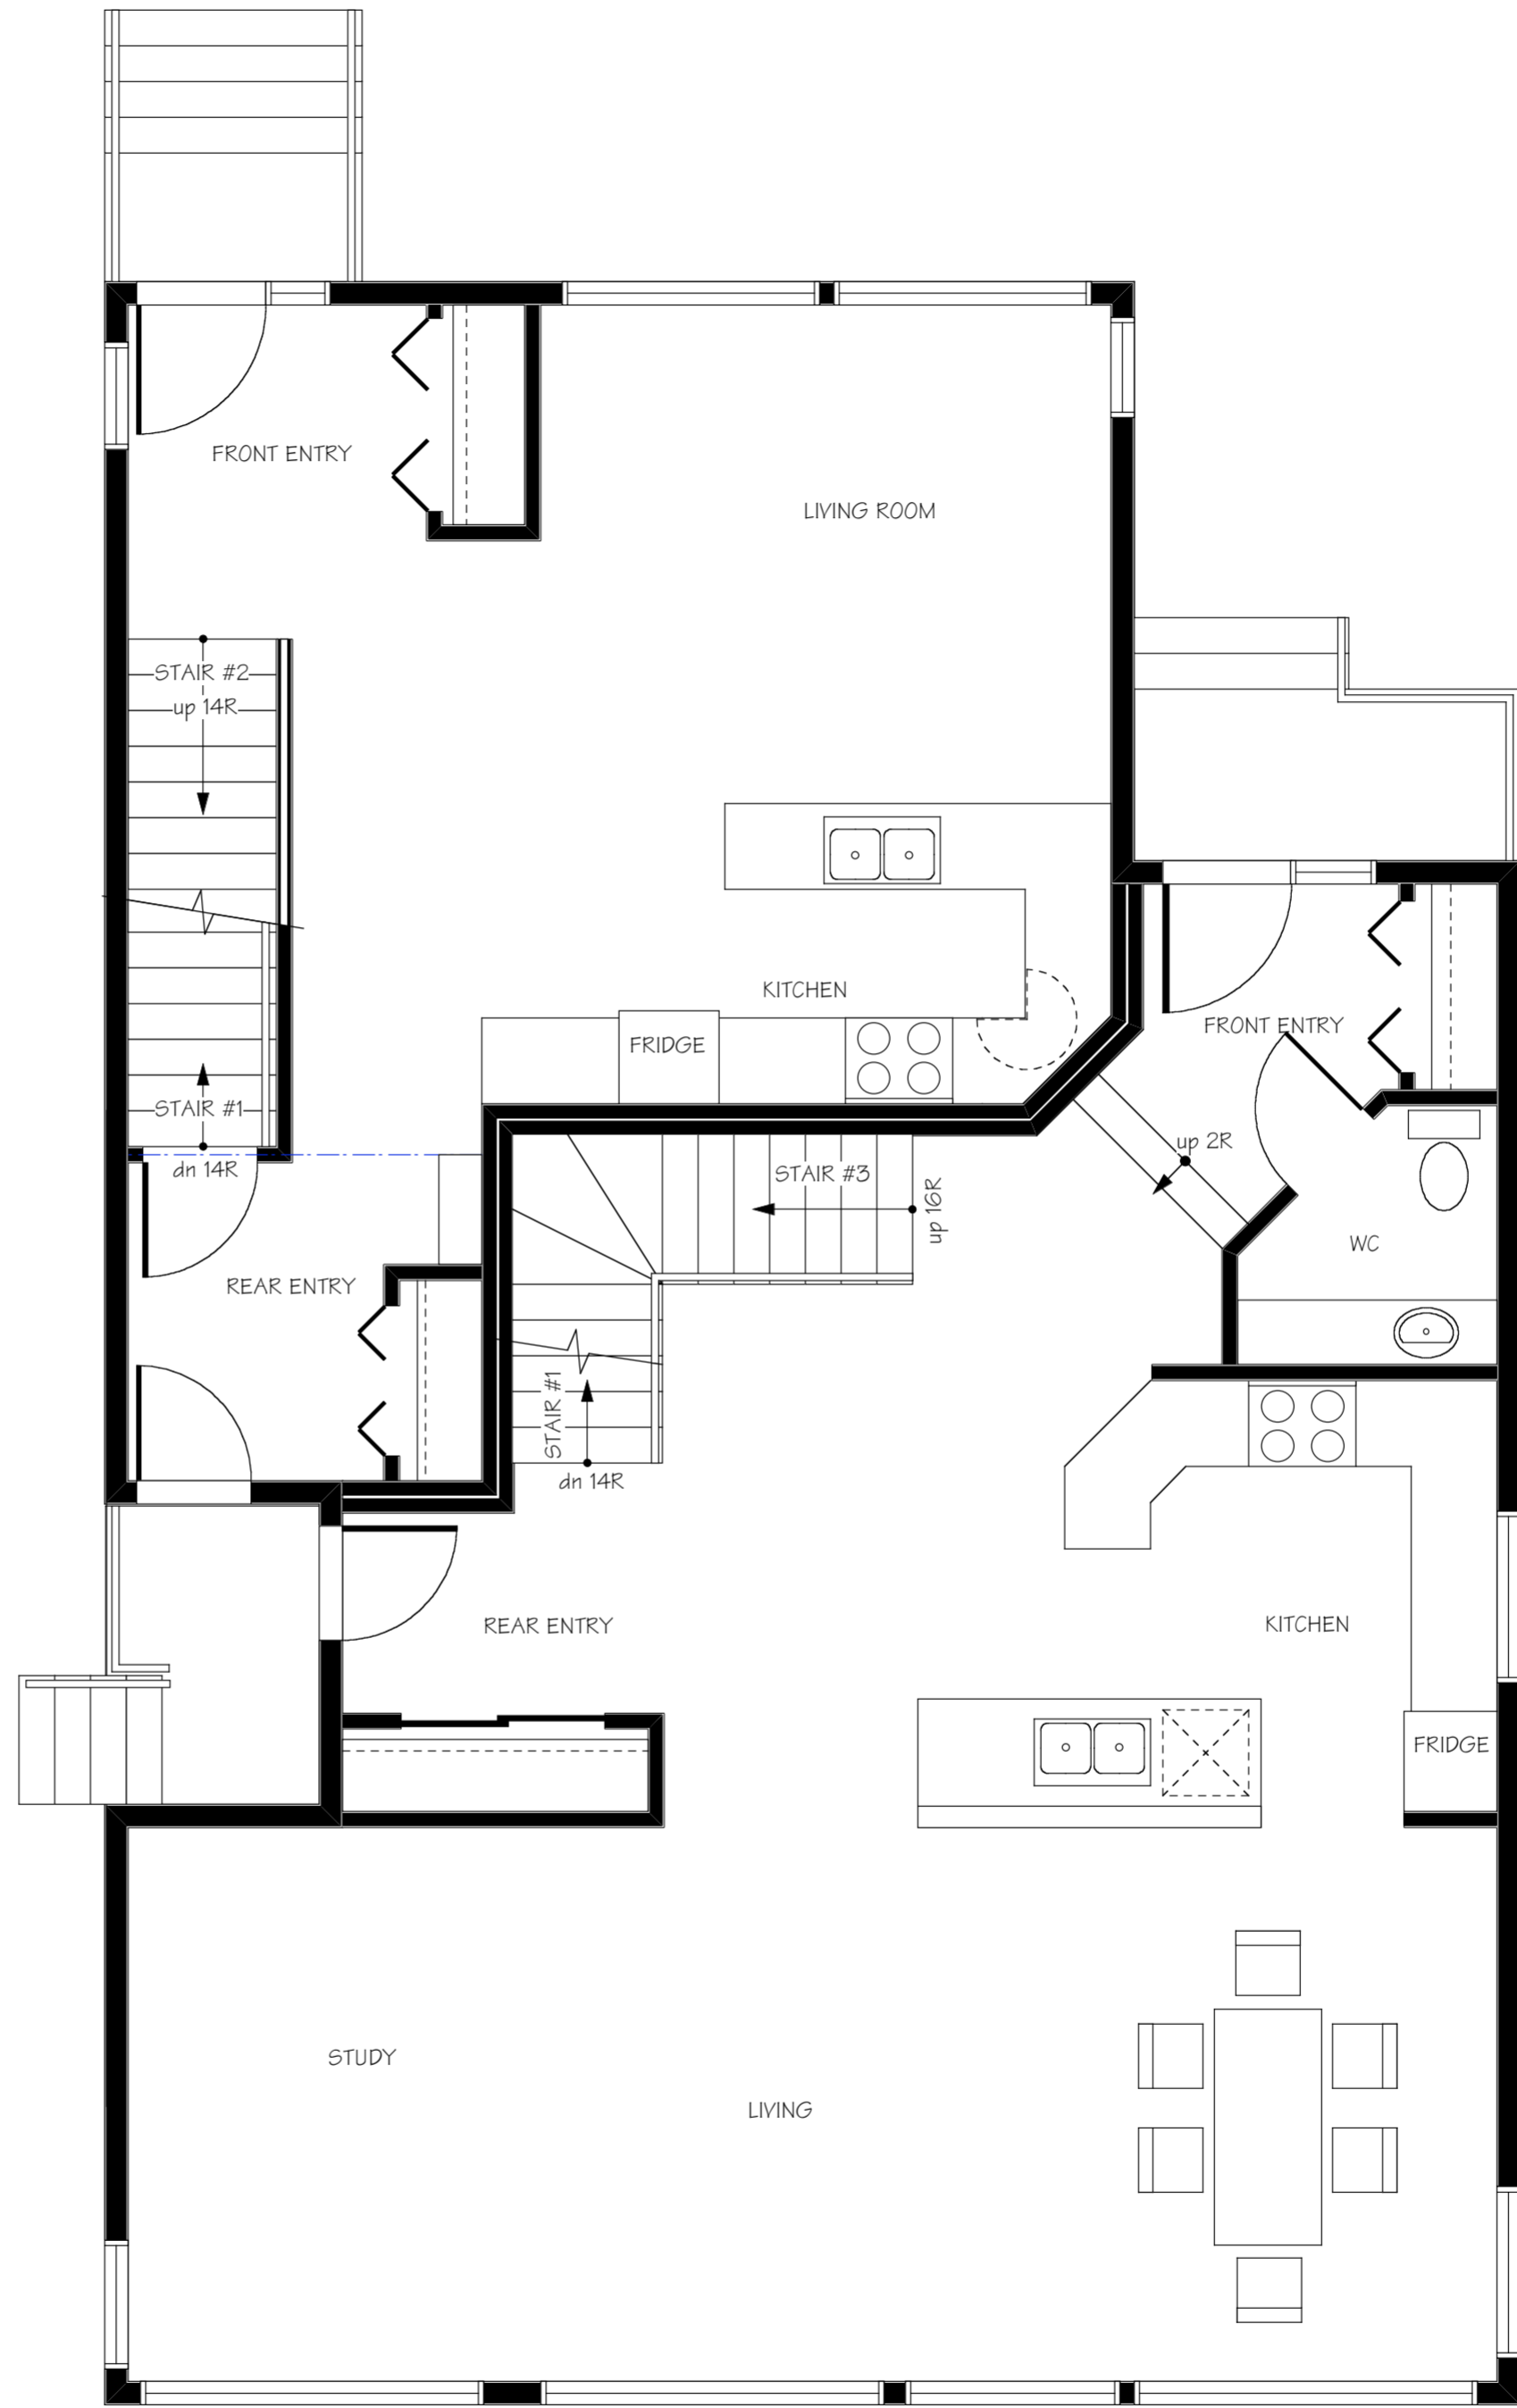 FRONT ENTRY
LIVING ROOM
STAIR #2
up 14R
KITCHEN
FRIDGE
FRONT ENTRY
STAIR #1
dn 14R
up 2R
STAIR #3
up 16R
WC
REAR ENTRY
STAIR #1
dn 14R
REAR ENTRY
KITCHEN
FRIDGE
STUDY
LIVING